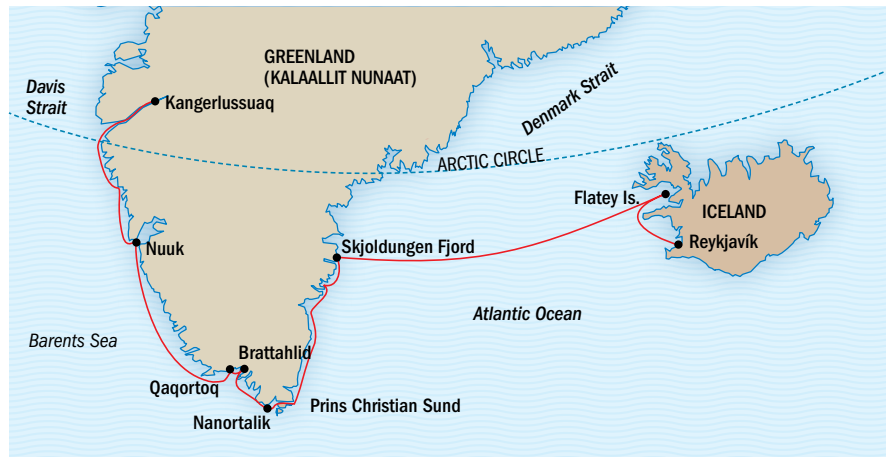 GREENLAND
(KALAALLIT NUNAAT)
Davis
Strait
Kangerlussuaq
Denmark Strait
ARCTIC CIRCLE
Flatey Is.
ICELAND
Reykjavík
Nuuk
Skjoldungen Fjord
Atlantic Ocean
Barents Sea
Brattahlid
Qaqortoq
Nanortalik
Prins Christian Sund